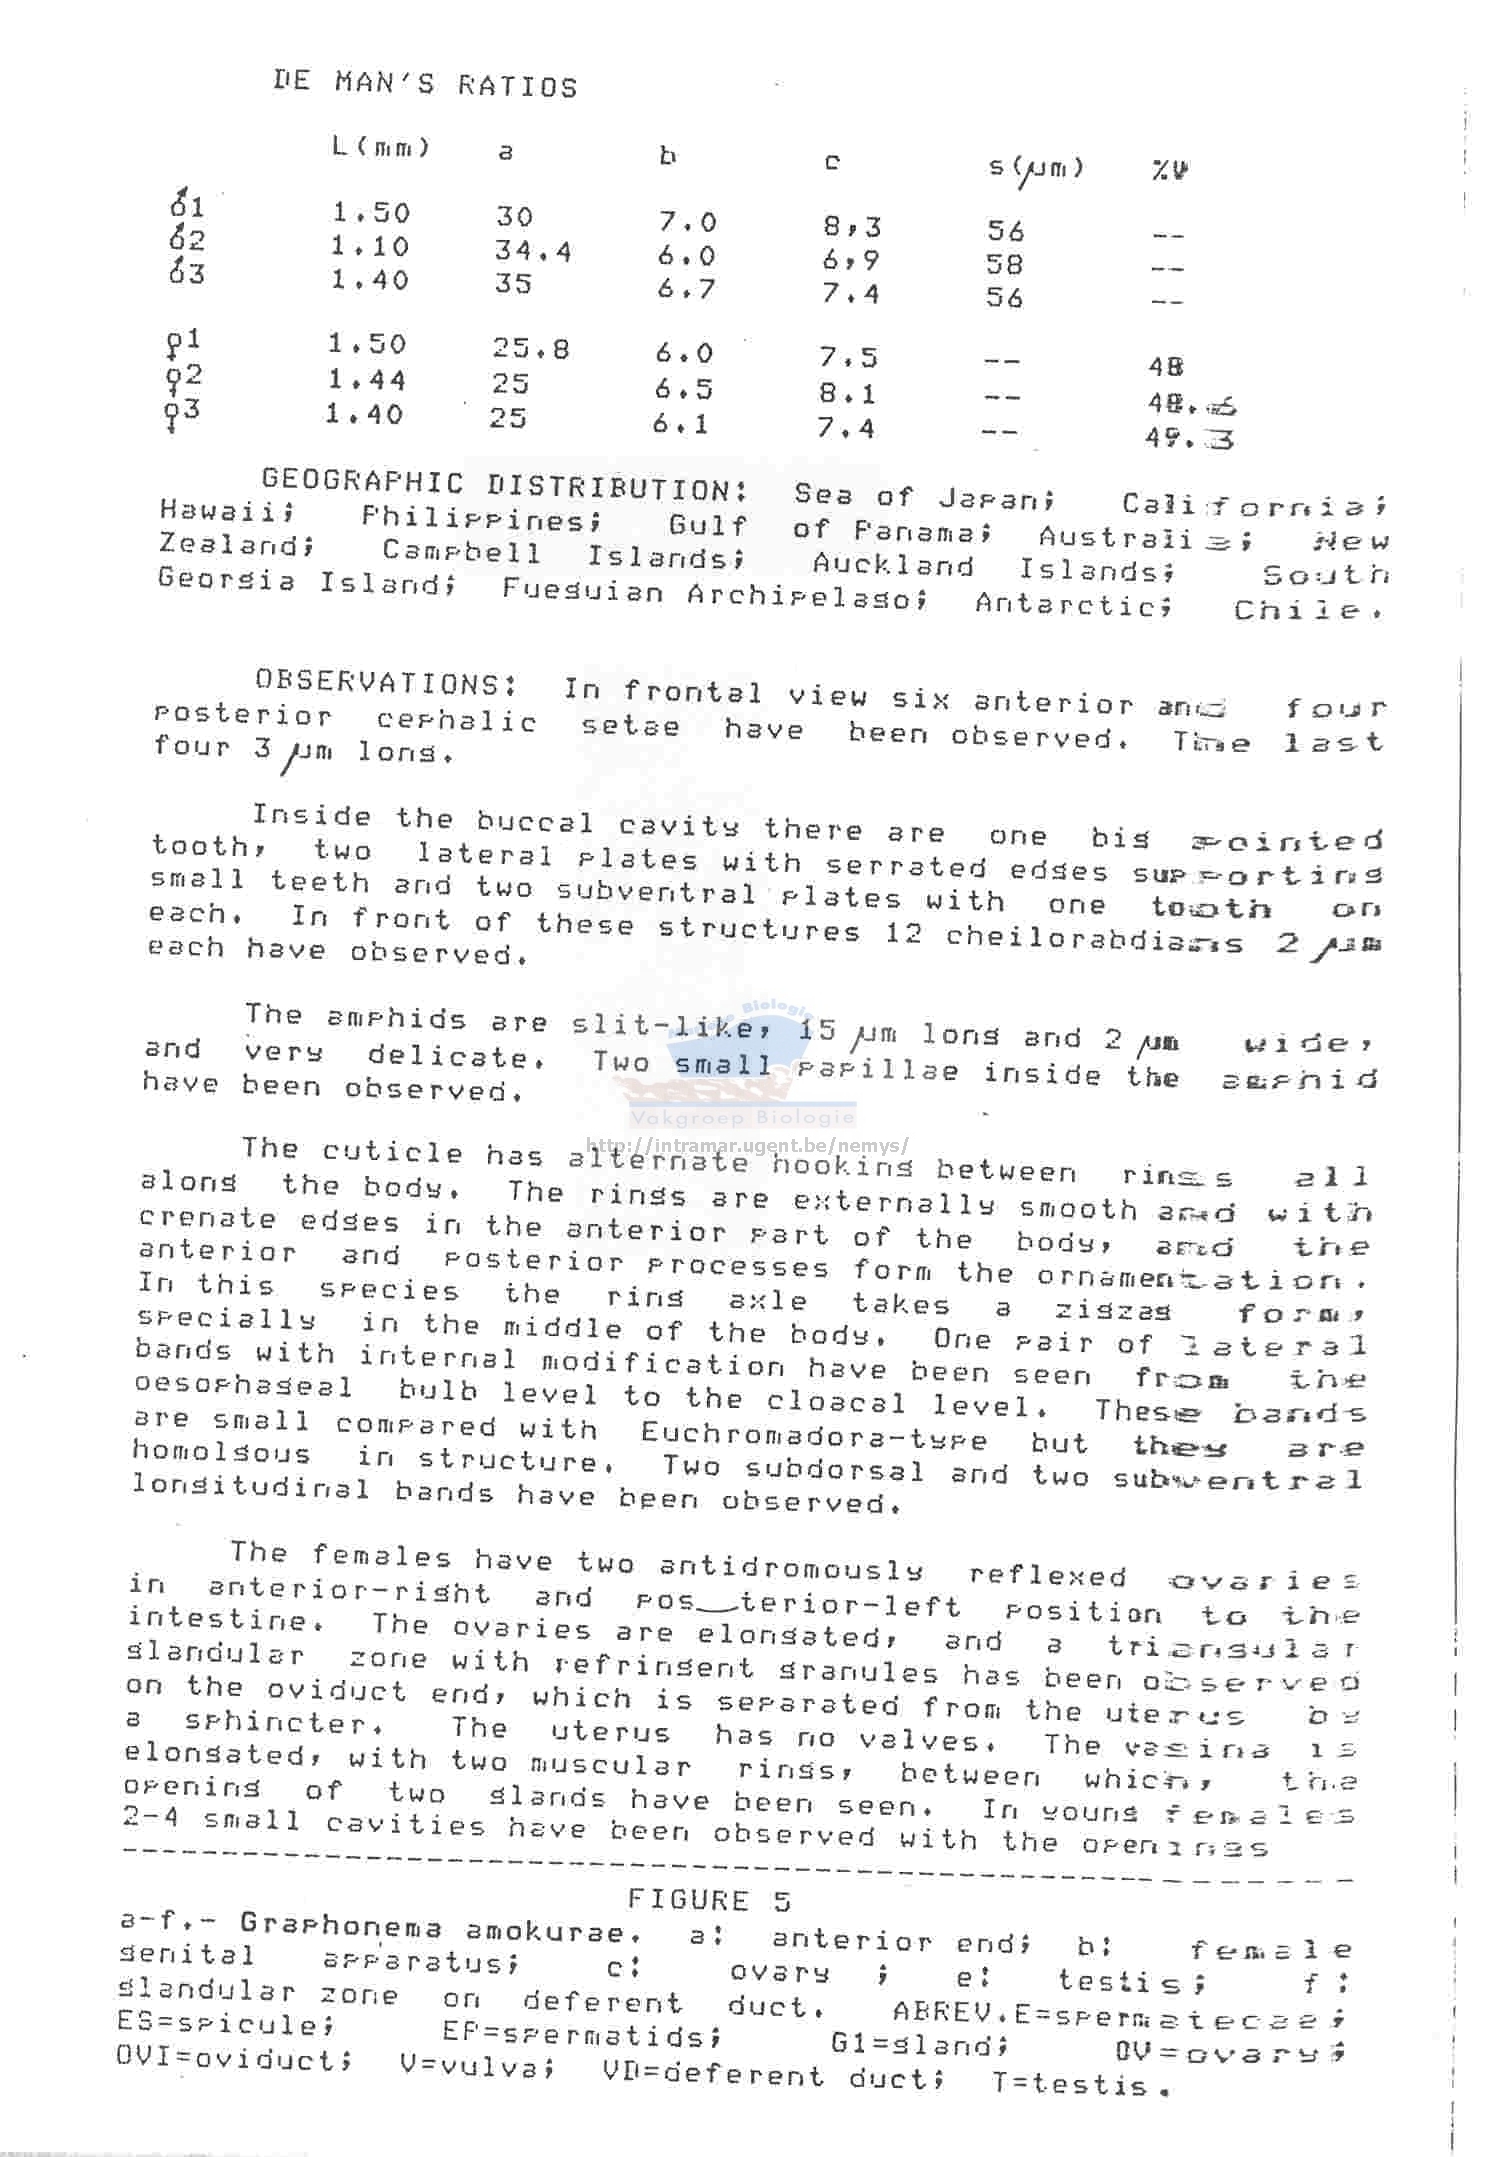 DE MAN'S RATIOS
L(mm) a b c s(µm) %V
♂1 1.50 30 7.0 8,3 56 --
♂2 1.10 34.4 6.0 6,9 58 --
♂3 1.40 35 6.7 7.4 56 --
♀1 1.50 25.8 6.0 7.5 -- 48
♀2 1.44 25 6.5 8.1 -- 48.6
♀3 1.40 25 6.1 7.4 -- 49.3
GEOGRAPHIC DISTRIBUTION: Sea of Japan; California;
Hawaii; Philippines; Gulf of Panama; Australia; New
Zealand; Campbell Islands; Auckland Islands; South
Georgia Island; Fueguian Archipelago; Antarctic; Chile.
OBSERVATIONS: In frontal view six anterior and four
posterior cephalic setae have been observed. The last
four 3 µm long.
Inside the buccal cavity there are one big pointed
tooth, two lateral plates with serrated edges supporting
small teeth and two subventral plates with one tooth on
each. In front of these structures 12 cheilorabdians 2 µm
each have observed.
The amphids are slit-like, 15 µm long and 2 µm wide,
and very delicate. Two small papillae inside the amphid
have been observed.
Mariene Biologie
Vakgroep Biologie
http://intramar.ugent.be/nemys/
The cuticle has alternate hooking between rings all
along the body. The rings are externally smooth and with
crenate edges in the anterior part of the body, and the
anterior and posterior processes form the ornamentation.
In this species the ring axle takes a zigzag form,
specially in the middle of the body. One pair of lateral
bands with internal modification have been seen from the
oesophageal bulb level to the cloacal level. These bands
are small compared with Euchromadora-type but they are
homolgous in structure. Two subdorsal and two subventral
longitudinal bands have been observed.
The females have two antidromously reflexed ovaries
in anterior-right and pos_terior-left position to the
intestine. The ovaries are elongated, and a triangular
glandular zone with refringent granules has been observed
on the oviduct end, which is separated from the uterus by
a sphincter. The uterus has no valves. The vagina is
elongated, with two muscular rings, between which, the
opening of two glands have been seen. In young females
2-4 small cavities have been observed with the openings
FIGURE 5
a-f.- Graphonema amokurae. a: anterior end; b: female
genital apparatus; c: ovary ; e: testis; f:
glandular zone on deferent duct. ABREV.E=spermatecae;
ES=spicule; EP=spermatids; G1=gland; OV=ovary;
OVI=oviduct; V=vulva; VD=deferent duct; T=testis.